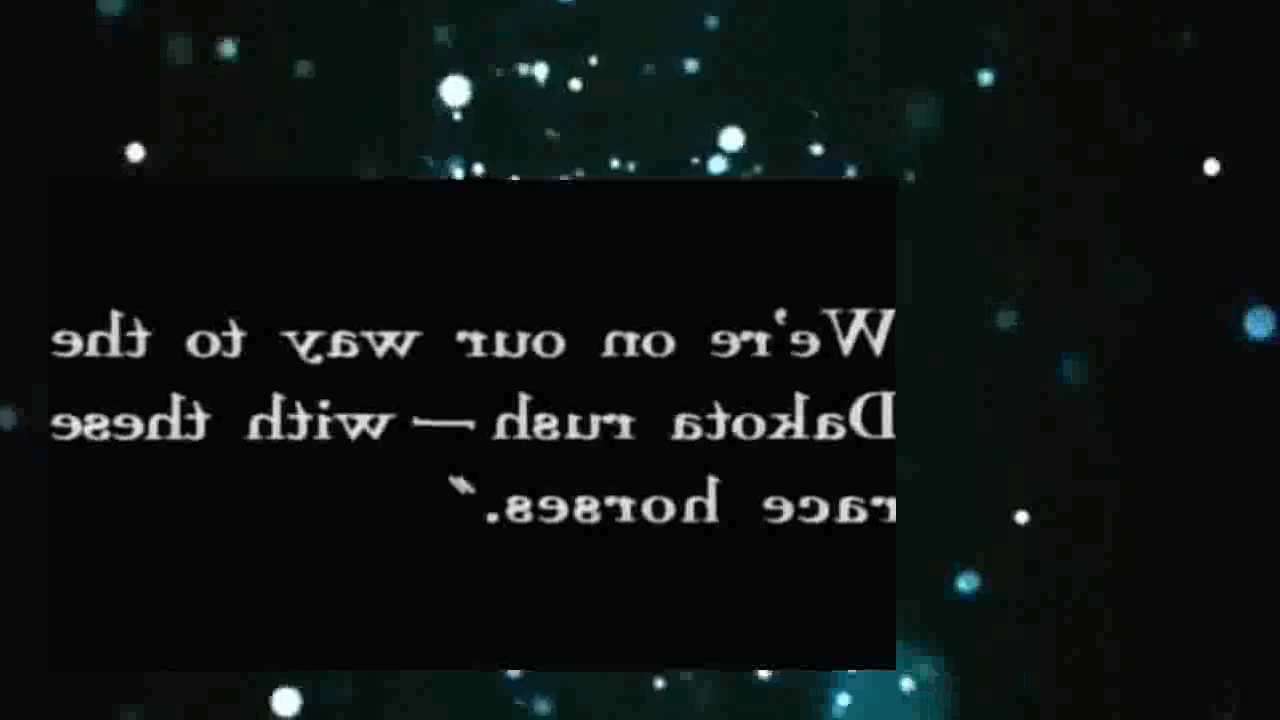 We're on our way to the
Dakota rush — with these
race horses."